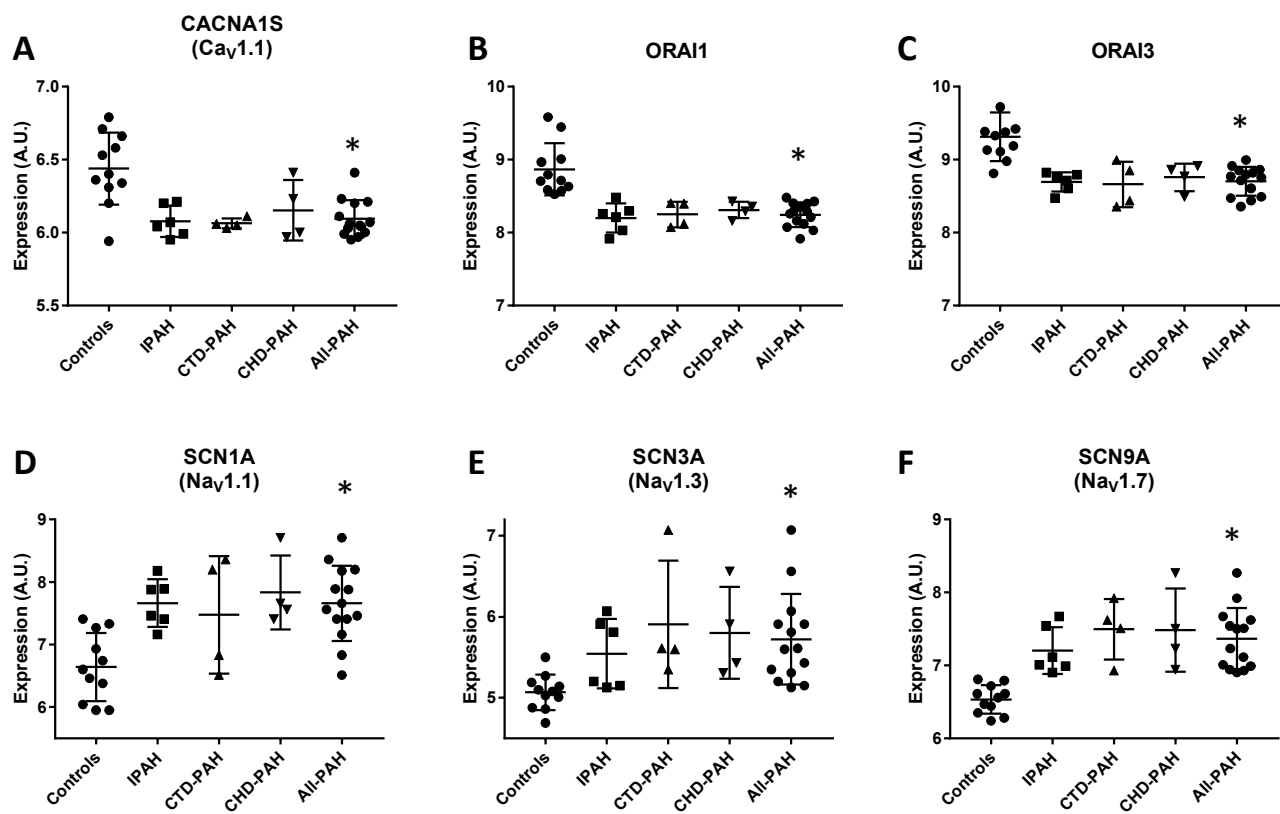 A
CACNA1S
(CaV1.1)
Expression (A.U.)
7.0
6.5
6.0
5.5
*
Controls
IPAH
CTD-PAH
CHD-PAH
All-PAH
B
ORAI1
Expression (A.U.)
10
9
8
7
*
Controls
IPAH
CTD-PAH
CHD-PAH
All-PAH
C
ORAI3
Expression (A.U.)
10
9
8
7
*
Controls
IPAH
CTD-PAH
CHD-PAH
All-PAH
D
SCN1A
(NaV1.1)
Expression (A.U.)
9
8
7
6
*
Controls
IPAH
CTD-PAH
CHD-PAH
All-PAH
E
SCN3A
(NaV1.3)
Expression (A.U.)
7
6
5
*
Controls
IPAH
CTD-PAH
CHD-PAH
All-PAH
F
SCN9A
(NaV1.7)
Expression (A.U.)
9
8
7
6
*
Controls
IPAH
CTD-PAH
CHD-PAH
All-PAH